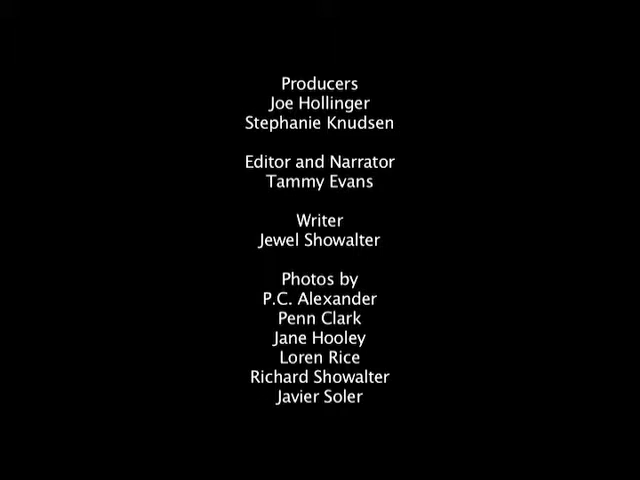 Producers
Joe Hollinger
Stephanie Knudsen
Editor and Narrator
Tammy Evans
Writer
Jewel Showalter
Photos by
P.C. Alexander
Penn Clark
Jane Hooley
Loren Rice
Richard Showalter
Javier Soler